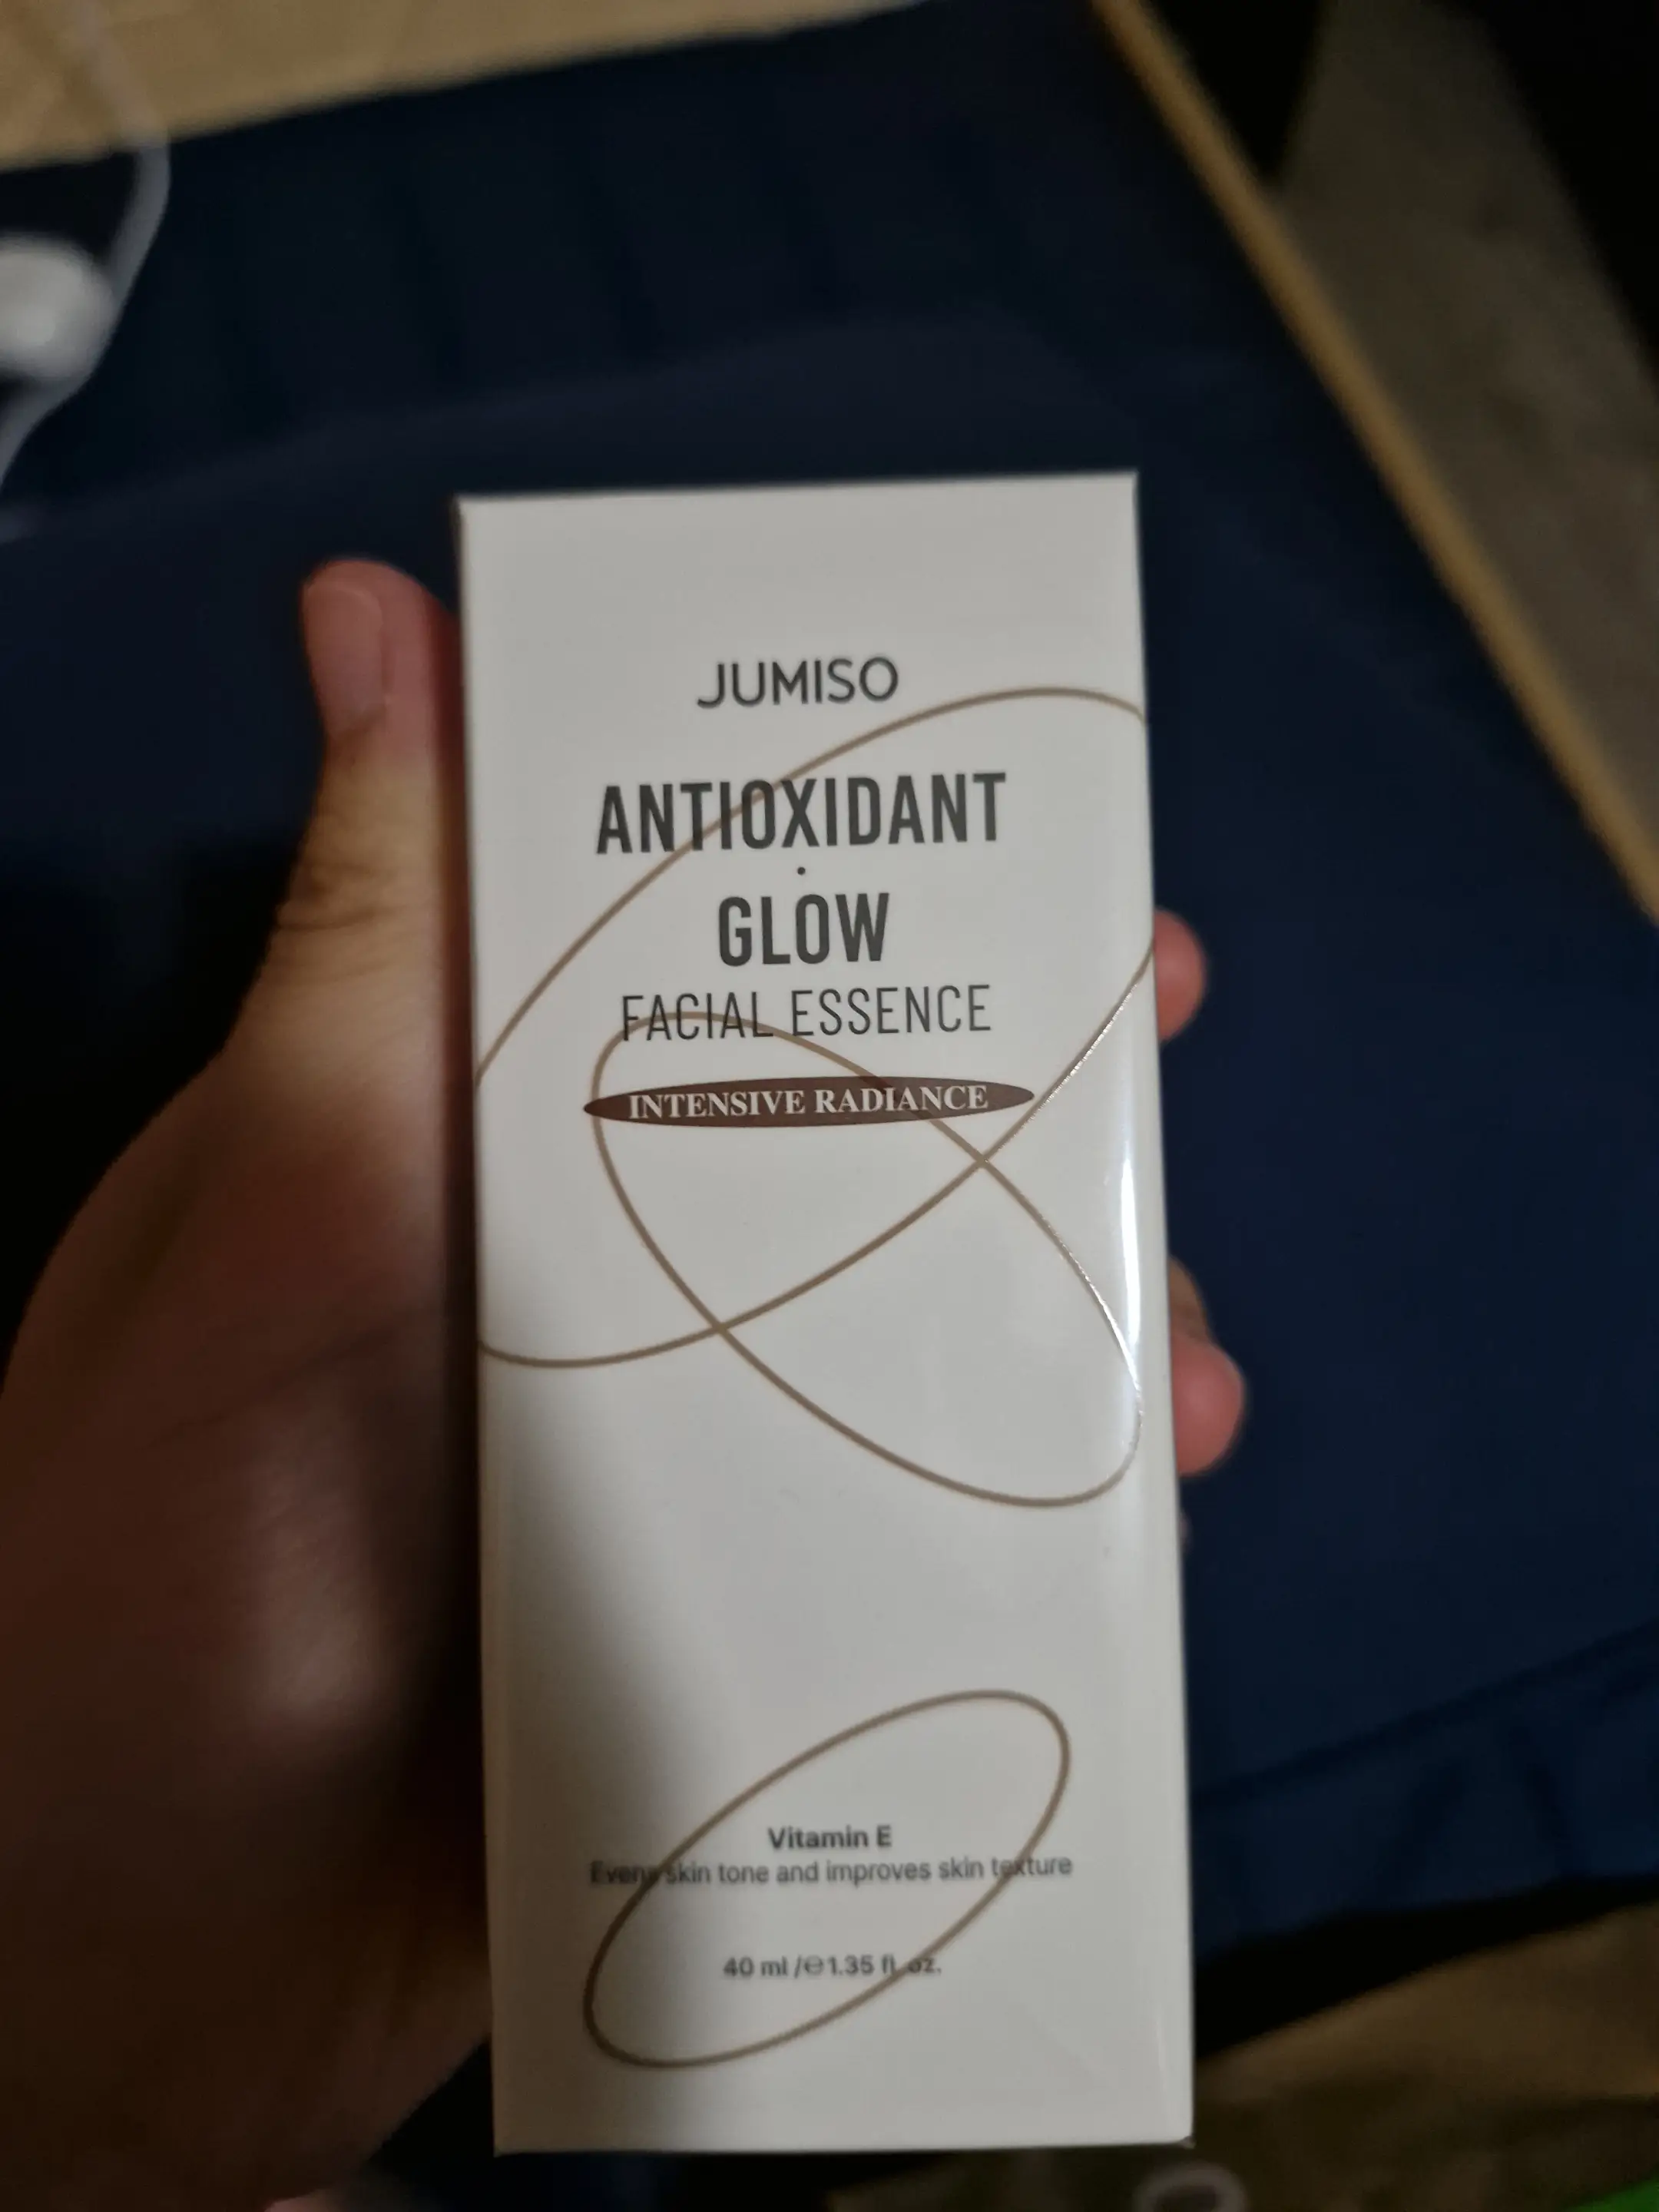 JUMISO
ANTIOXIDANT
·
GLOW
FACIAL ESSENCE
INTENSIVE RADIANCE
Vitamin E
Evens skin tone and improves skin texture
40 ml /℮1.35 fl. oz.